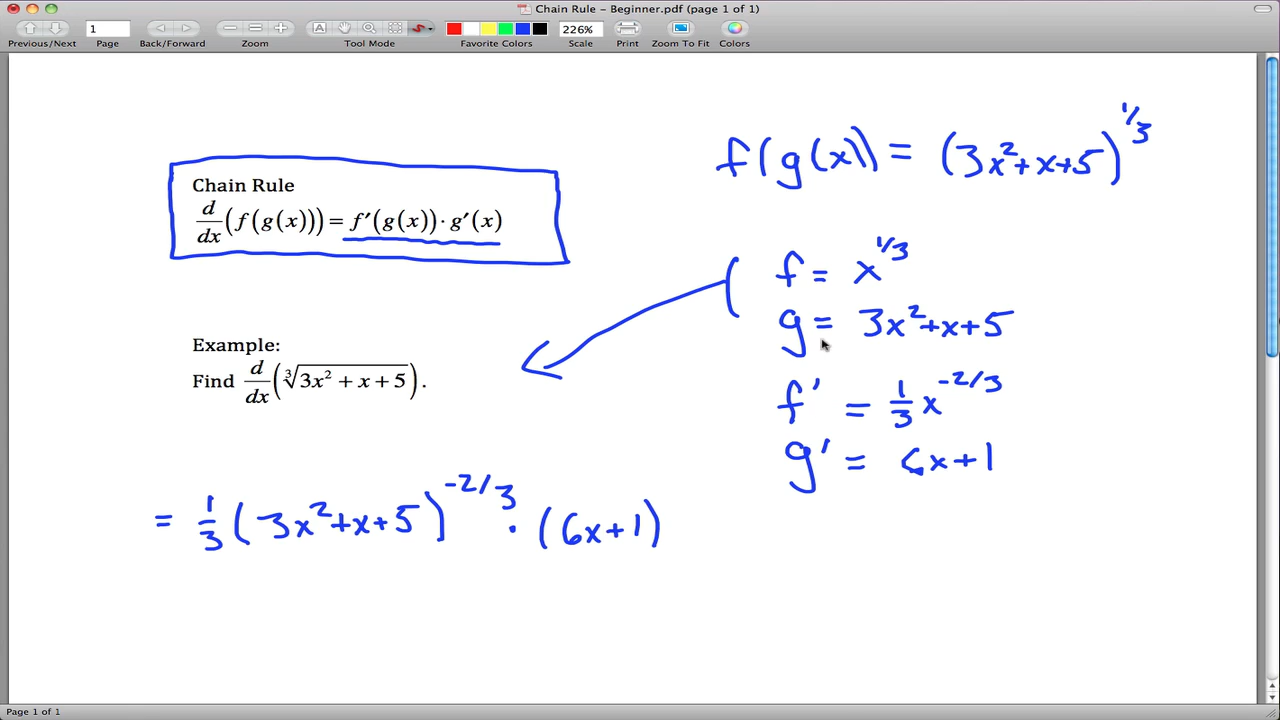 Chain Rule – Beginner.pdf (page 1 of 1)
1
226%
Previous/Next Page Back/Forward Zoom Tool Mode Favorite Colors Scale Print Zoom To Fit Colors
f(g(x)) = (3x²+x+5)^1/3
Chain Rule
d/dx (f(g(x))) = f′(g(x)) · g′(x)
f = x^1/3
g = 3x²+x+5
Example:
Find d/dx (∛3x² + x + 5).
f' = 1/3 x^-2/3
g' = 6x+1
= 1/3 (3x²+x+5)^-2/3 · (6x+1)
Page 1 of 1